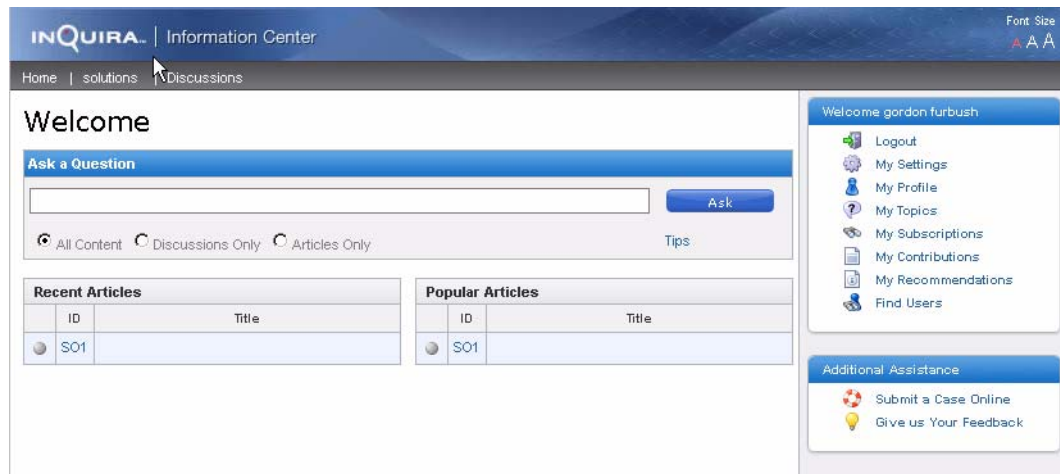 INQUIRA™ | Information Center
Font Size
A A A
Home | solutions | Discussions
Welcome
Ask a Question
Ask
All Content Discussions Only Articles Only
Tips
Recent Articles
ID Title
SO1
Popular Articles
ID Title
SO1
Welcome gordon furbush
Logout
My Settings
My Profile
My Topics
My Subscriptions
My Contributions
My Recommendations
Find Users
Additional Assistance
Submit a Case Online
Give us Your Feedback